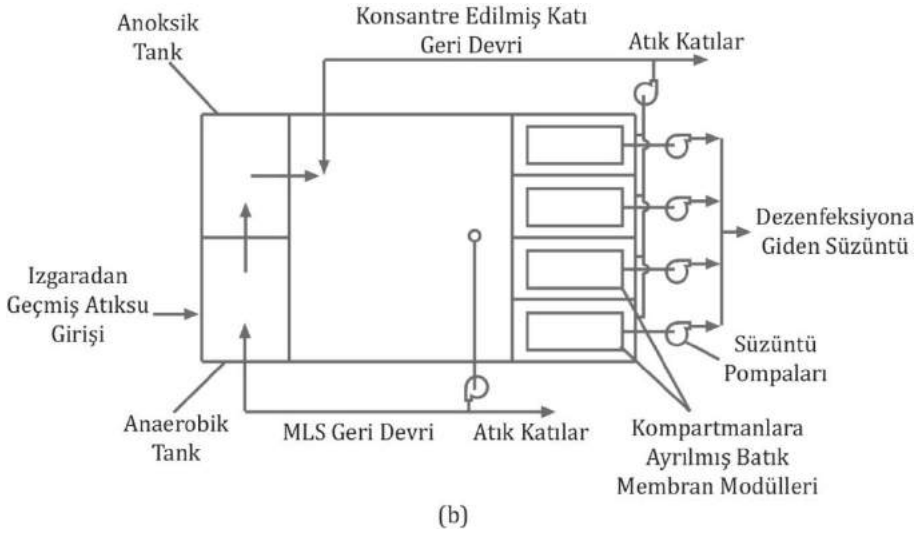 Anoksik
Tank
Konsantre Edilmiş Katı
Geri Devri
Atık Katılar
Dezenfeksiyona
Giden Süzüntü
Izgaradan
Geçmiş Atıksu
Girişi
Süzüntü
Pompaları
Anaerobik
Tank
MLS Geri Devri
Atık Katılar
Kompartmanlara
Ayrılmış Batık
Membran Modülleri
(b)